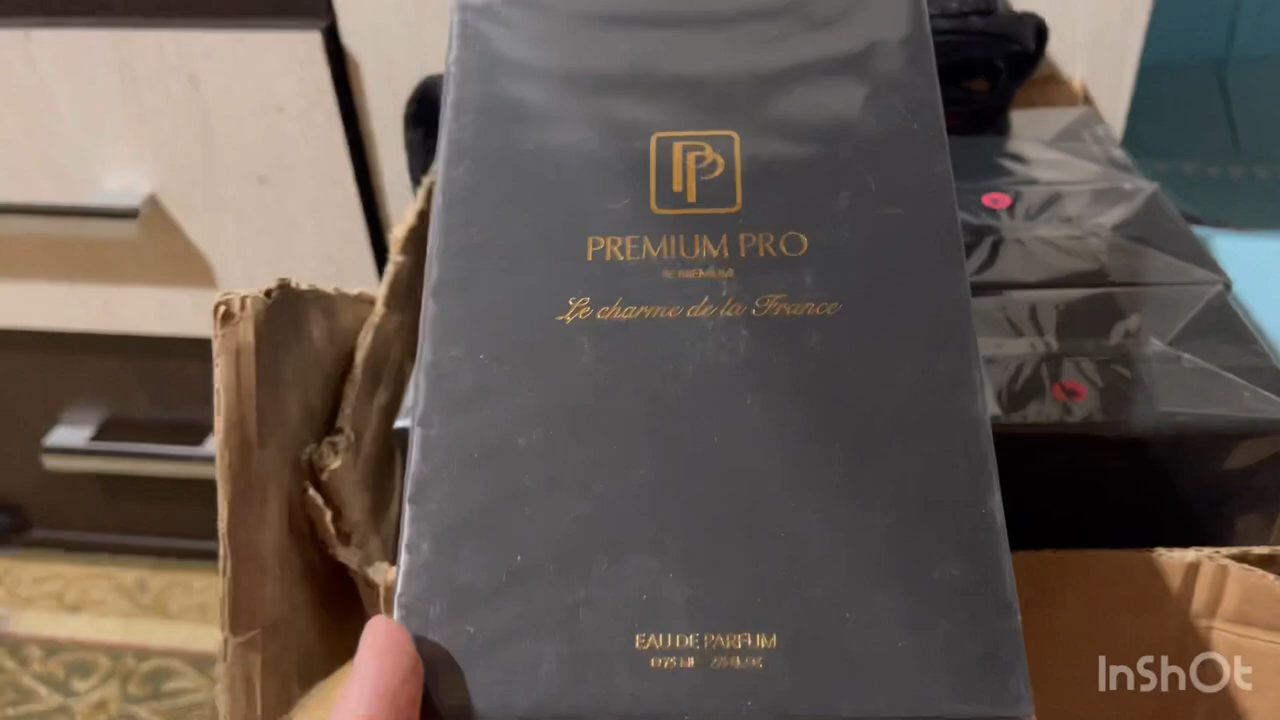 PP
PREMIUM PRO
Le charme de la France
EAU DE PARFUM
InShOt